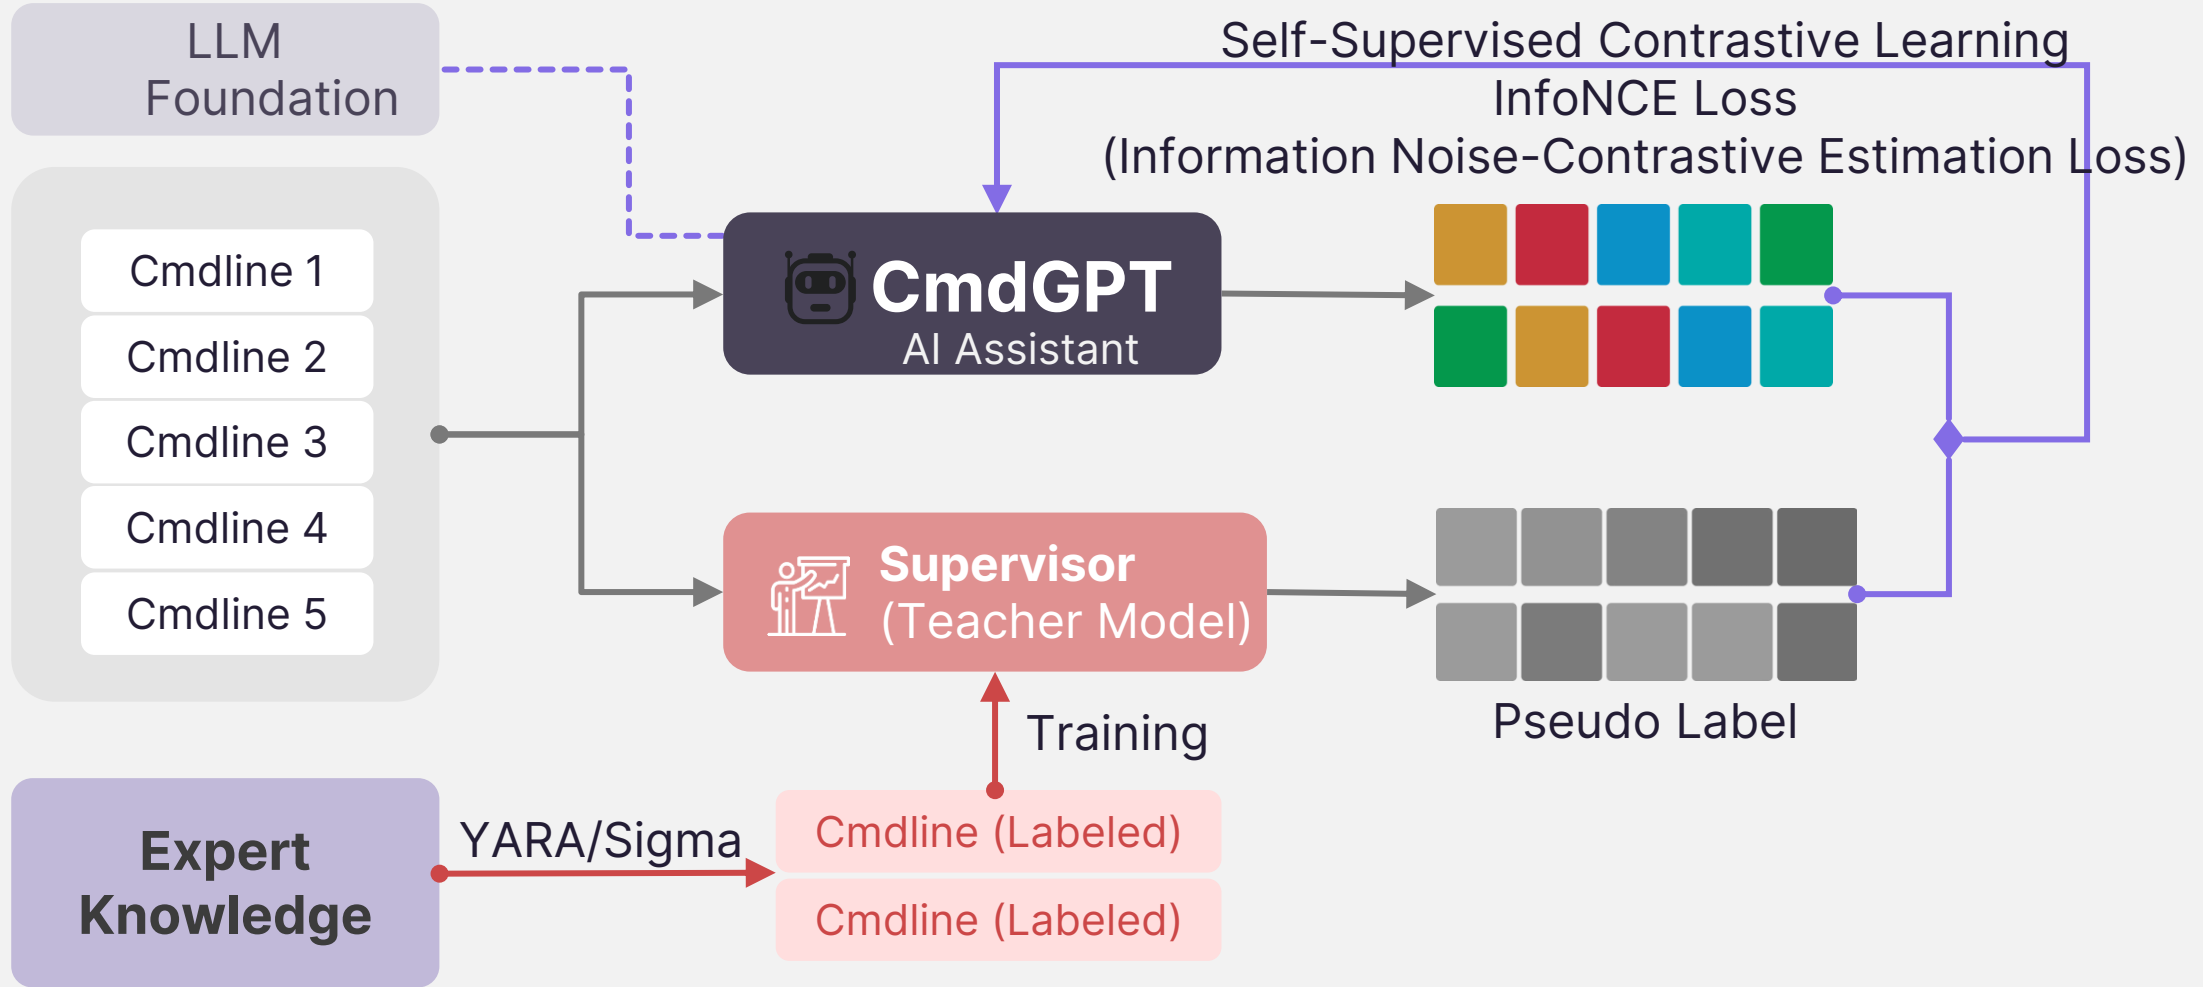 LLM
Foundation
Self-Supervised Contrastive Learning
InfoNCE Loss
(Information Noise-Contrastive Estimation Loss)
Cmdline 1
Cmdline 2
Cmdline 3
Cmdline 4
Cmdline 5
CmdGPT
AI Assistant
Supervisor
(Teacher Model)
Training
Pseudo Label
Expert
Knowledge
YARA/Sigma
Cmdline (Labeled)
Cmdline (Labeled)